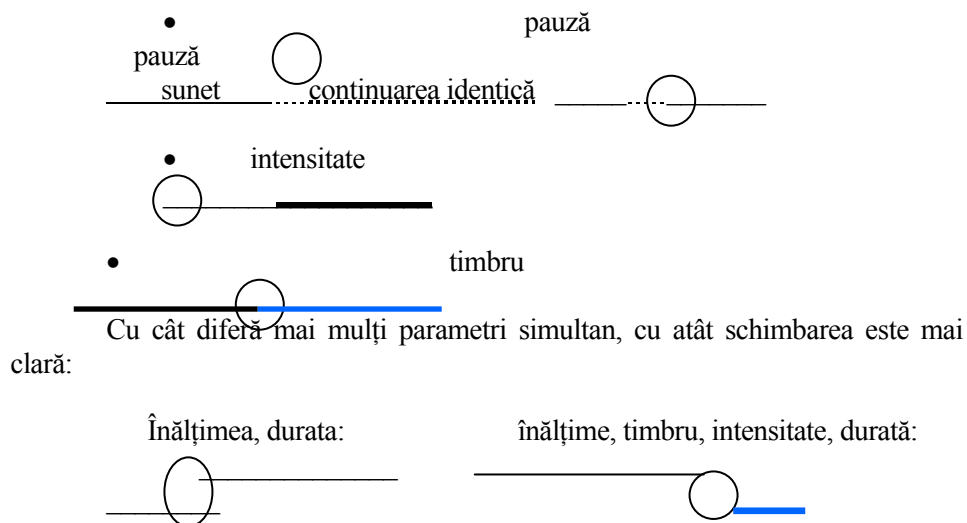 • pauză
pauză
sunet continuarea identică
• intensitate
• timbru
Cu cât diferă mai mulți parametri simultan, cu atât schimbarea este mai
clară:
Înălțimea, durata: înălțime, timbru, intensitate, durată: